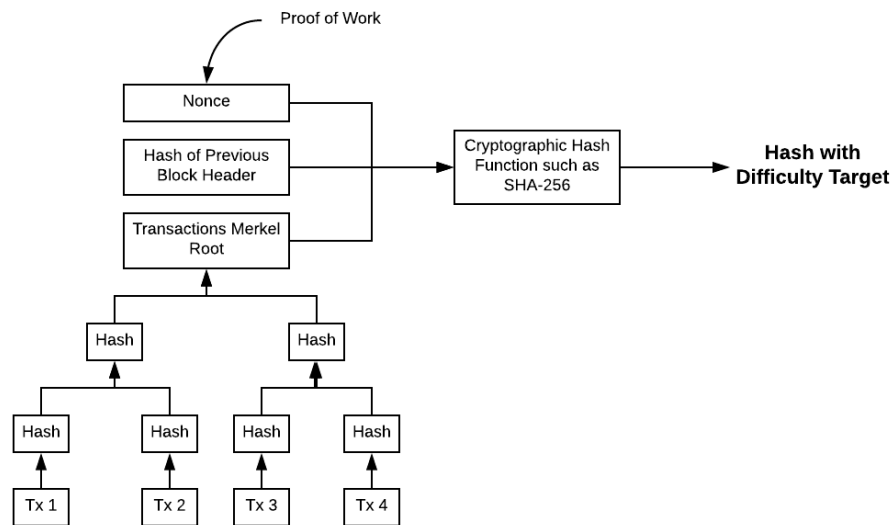 Proof of Work
Nonce
Hash of Previous
Block Header
Transactions Merkel
Root
Cryptographic Hash
Function such as
SHA-256
Hash with
Difficulty Target
Hash
Hash
Hash
Hash
Hash
Hash
Tx 1
Tx 2
Tx 3
Tx 4